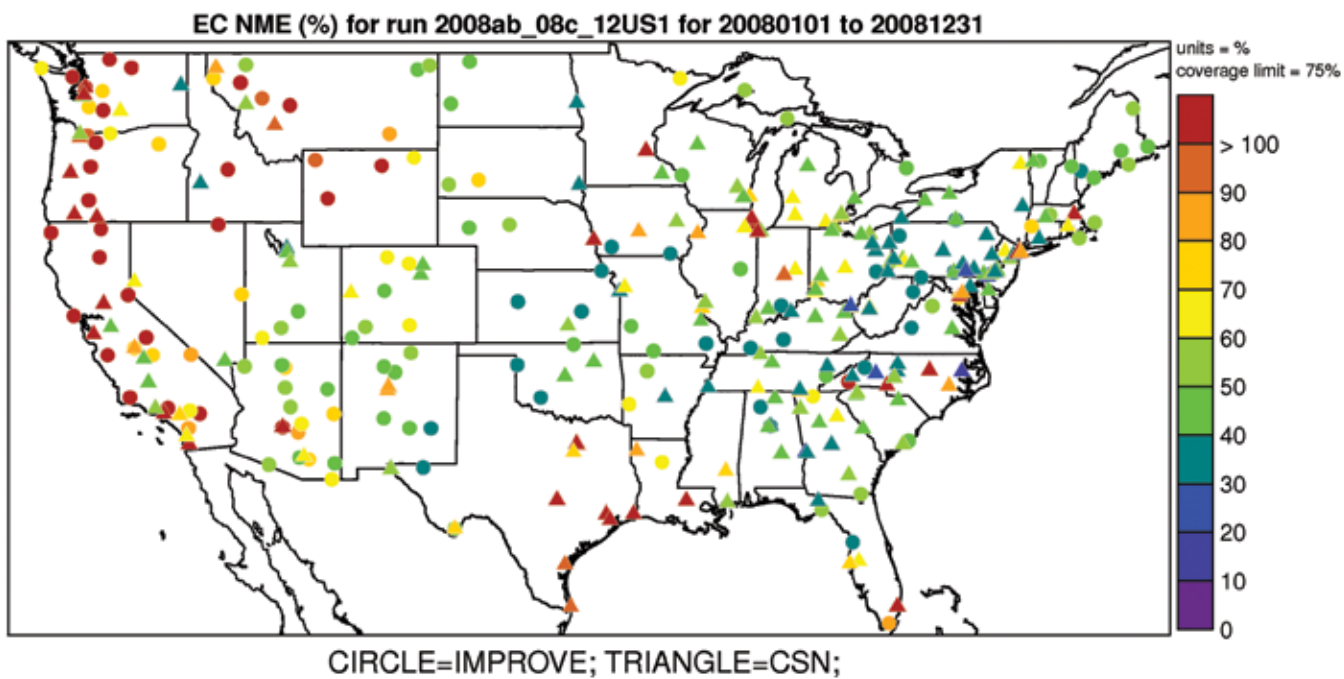 EC NME (%) for run 2008ab_08c_12US1 for 20080101 to 20081231
units = %
coverage limit = 75%
> 100
90
80
70
60
50
40
30
20
10
0
CIRCLE=IMPROVE; TRIANGLE=CSN;